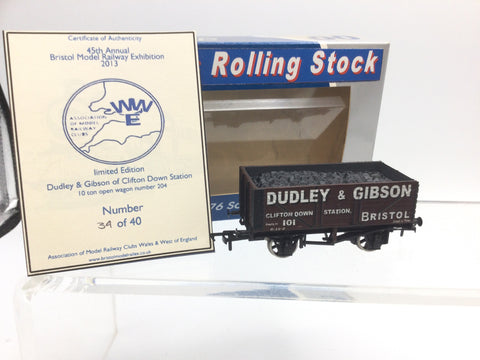 Certificate of Authenticity
45th Annual
Bristol Model Railway Exhibition
2013
WWE
ASSOCIATION
OF MODEL
RAILWAY
CLUBS
limited Edition
Dudley & Gibson of Clifton Down Station
10 ton open wagon number 204
Number
39 of 40
Association of Model Railway Clubs Wales & West of England
www.bristolmodelrailex.co.uk
Rolling Stock
DUDLEY & GIBSON
CLIFTON DOWN STATION, BRISTOL
101